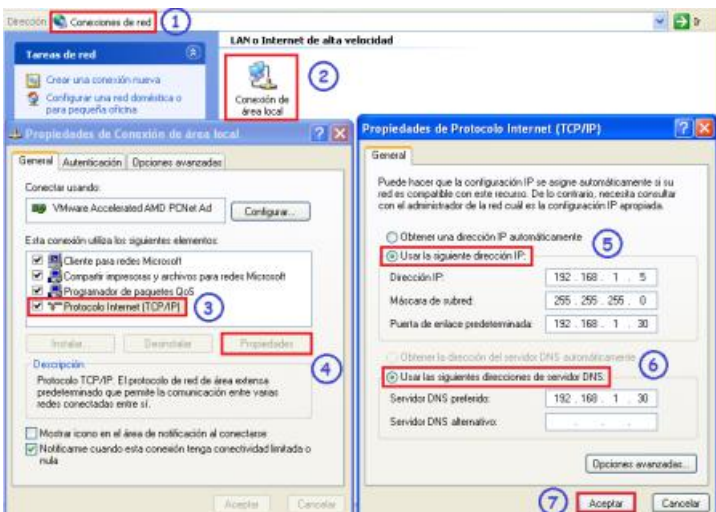 Dirección Conexiones de red 1 Ir
LAN o Internet de alta velocidad
Tareas de red
Crear una conexión nueva
Configurar una red doméstica o
para pequeña oficina
2
Conexión de
área local
Propiedades de Conexión de área local
General Autenticación Opciones avanzadas
Conectar usando:
VMware Accelerated AMD PCNet Ad Configurar...
Esta conexión utiliza los siguientes elementos:
Cliente para redes Microsoft
Compartir impresoras y archivos para redes Microsoft
Programador de paquetes QoS
Protocolo Internet (TCP/IP) 3
Instalar... Desinstalar Propiedades
4
Descripción
Protocolo TCP/IP. El protocolo de red de área extensa
predeterminado que permite la comunicación entre varias
redes conectadas entre sí.
Mostrar icono en el área de notificación al conectarse
Notificarme cuando esta conexión tenga conectividad limitada o
nula
Aceptar Cancelar
Propiedades de Protocolo Internet (TCP/IP)
General
Puede hacer que la configuración IP se asigne automáticamente si su
red es compatible con este recurso. De lo contrario, necesita consultar
con el administrador de la red cuál es la configuración IP apropiada.
Obtener una dirección IP automáticamente
5
Usar la siguiente dirección IP:
Dirección IP: 192 . 168 . 1 . 5
Máscara de subred: 255 . 255 . 255 . 0
Puerta de enlace predeterminada: 192 . 168 . 1 . 30
Obtener la dirección del servidor DNS automáticamente
6
Usar las siguientes direcciones de servidor DNS:
Servidor DNS preferido: 192 . 168 . 1 . 30
Servidor DNS alternativo: . . .
Opciones avanzadas...
7 Aceptar Cancelar